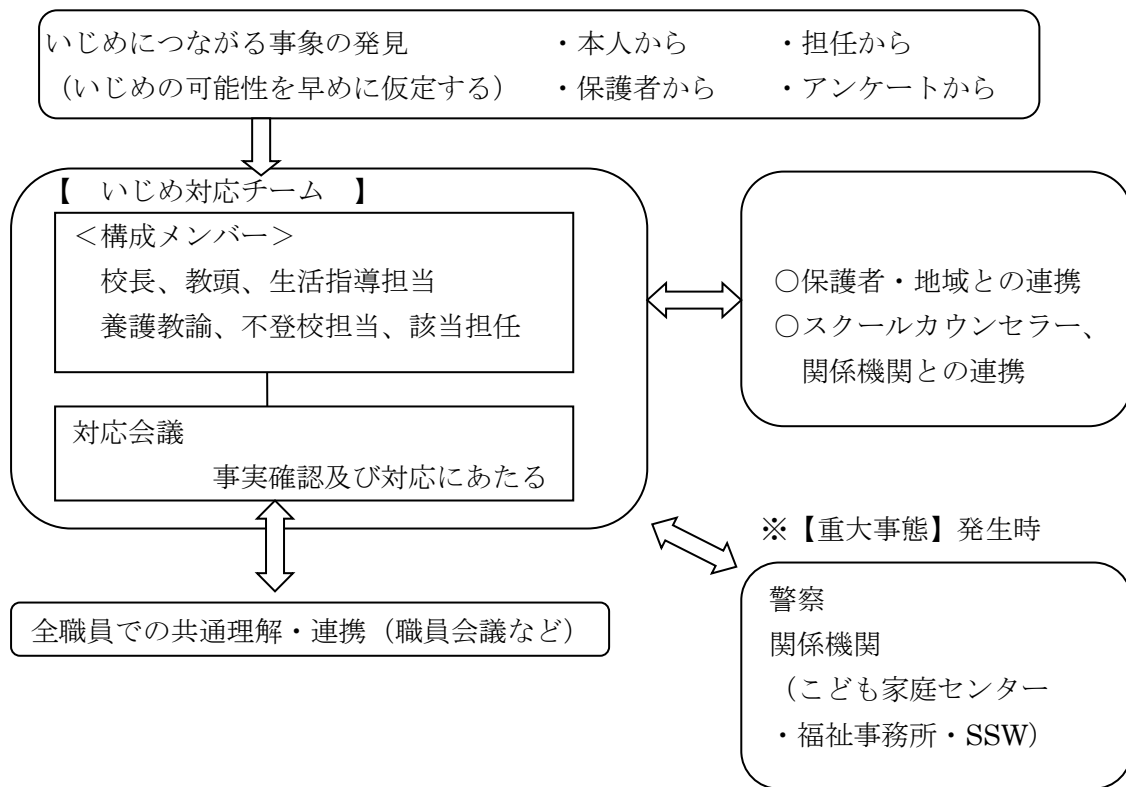 いじめにつながる事象の発見　・本人から　・担任から
（いじめの可能性を早めに仮定する）　・保護者から　・アンケートから
【　いじめ対応チーム　】
＜構成メンバー＞
校長、教頭、生活指導担当
養護教諭、不登校担当、該当担任
対応会議
事実確認及び対応にあたる
○保護者・地域との連携
○スクールカウンセラー、
関係機関との連携
全職員での共通理解・連携（職員会議など）
※【重大事態】発生時
警察
関係機関
（こども家庭センター
・福祉事務所・SSW）